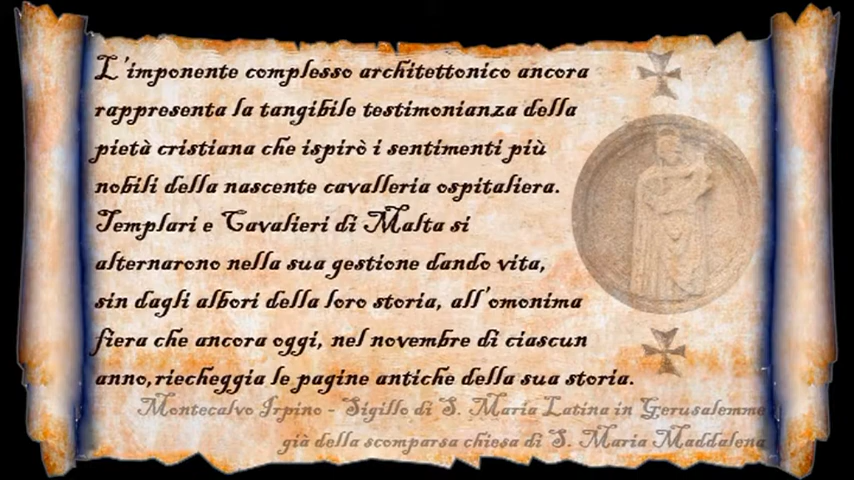 L'imponente complesso architettonico ancora
rappresenta la tangibile testimonianza della
pietà cristiana che ispirò i sentimenti più
nobili della nascente cavalleria ospitaliera.
Templari e Cavalieri di Malta si
alternarono nella sua gestione dando vita,
sin dagli albori della loro storia, all'omonima
fiera che ancora oggi, nel novembre di ciascun
anno,riecheggia le pagine antiche della sua storia.
Montecalvo Irpino - Sigillo di S. Maria Latina in Gerusalemme
già della scomparsa chiesa di S. Maria Maddalena